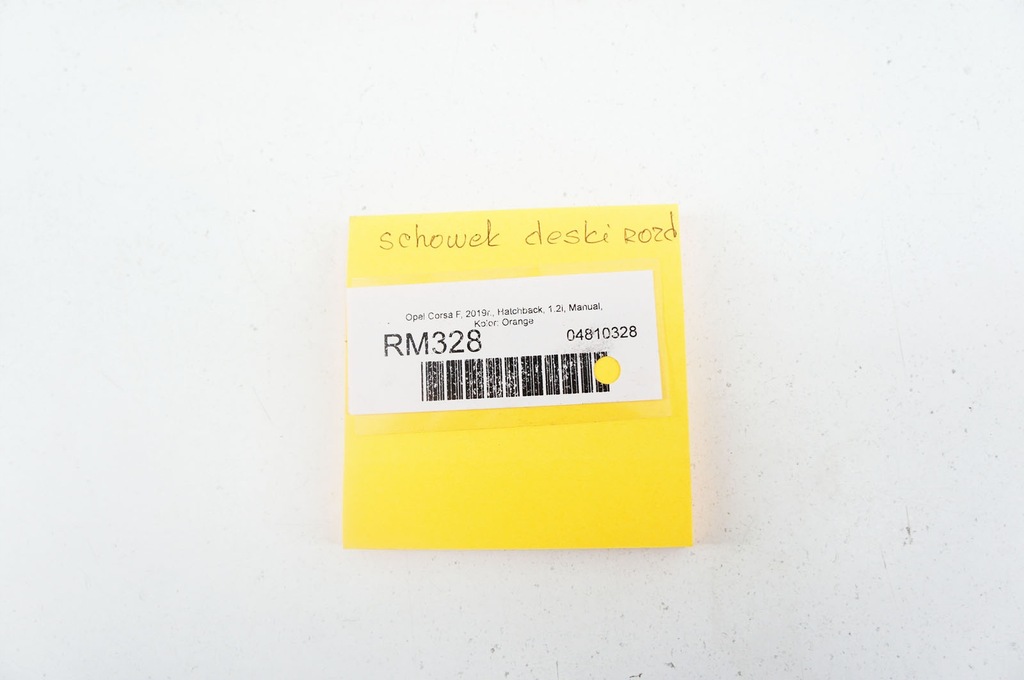 schowek deski rozd
Opel Corsa F, 2019r., Hatchback, 1.2i, Manual,
Kolor: Orange
RM328 04810328